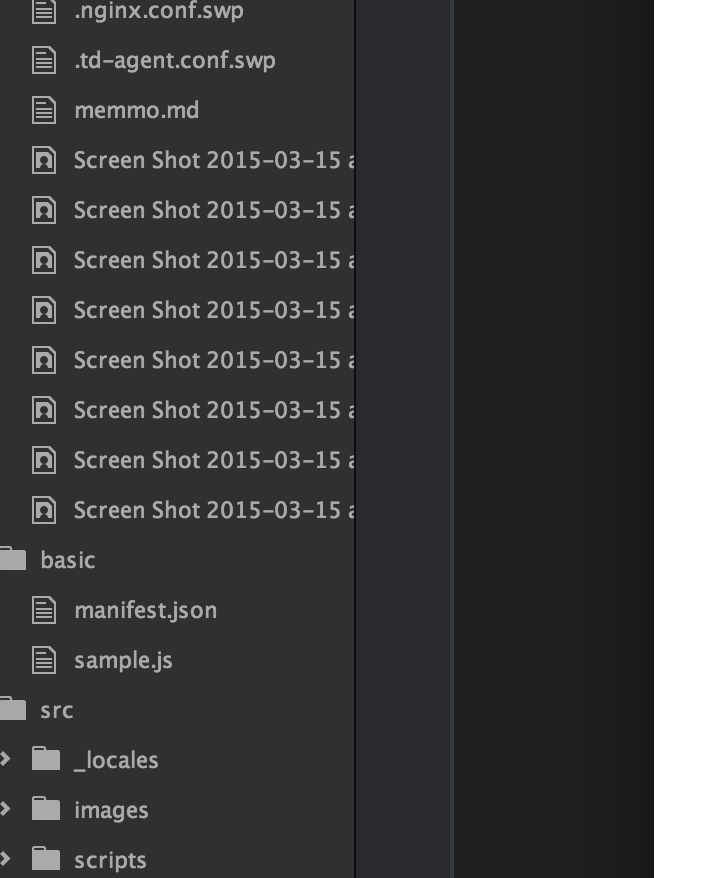 .nginx.conf.swp
.td-agent.conf.swp
memmo.md
Screen Shot 2015-03-15 a
Screen Shot 2015-03-15 a
Screen Shot 2015-03-15 a
Screen Shot 2015-03-15 a
Screen Shot 2015-03-15 a
Screen Shot 2015-03-15 a
Screen Shot 2015-03-15 a
Screen Shot 2015-03-15 a
basic
manifest.json
sample.js
src
_locales
images
scripts